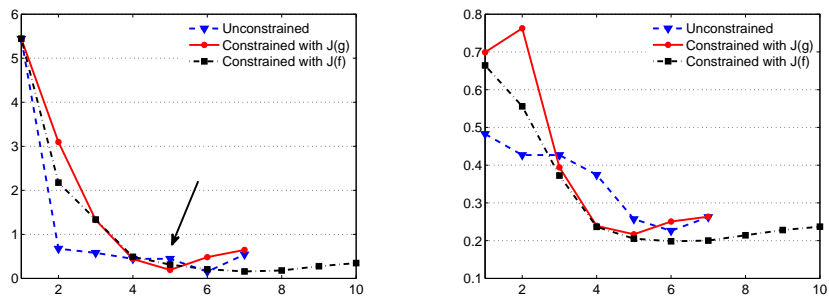 6
5
4
3
2
1
0
Unconstrained
Constrained with J(g)
Constrained with J(f)
2 4 6 8 10
0.8
0.7
0.6
0.5
0.4
0.3
0.2
0.1
Unconstrained
Constrained with J(g)
Constrained with J(f)
2 4 6 8 10